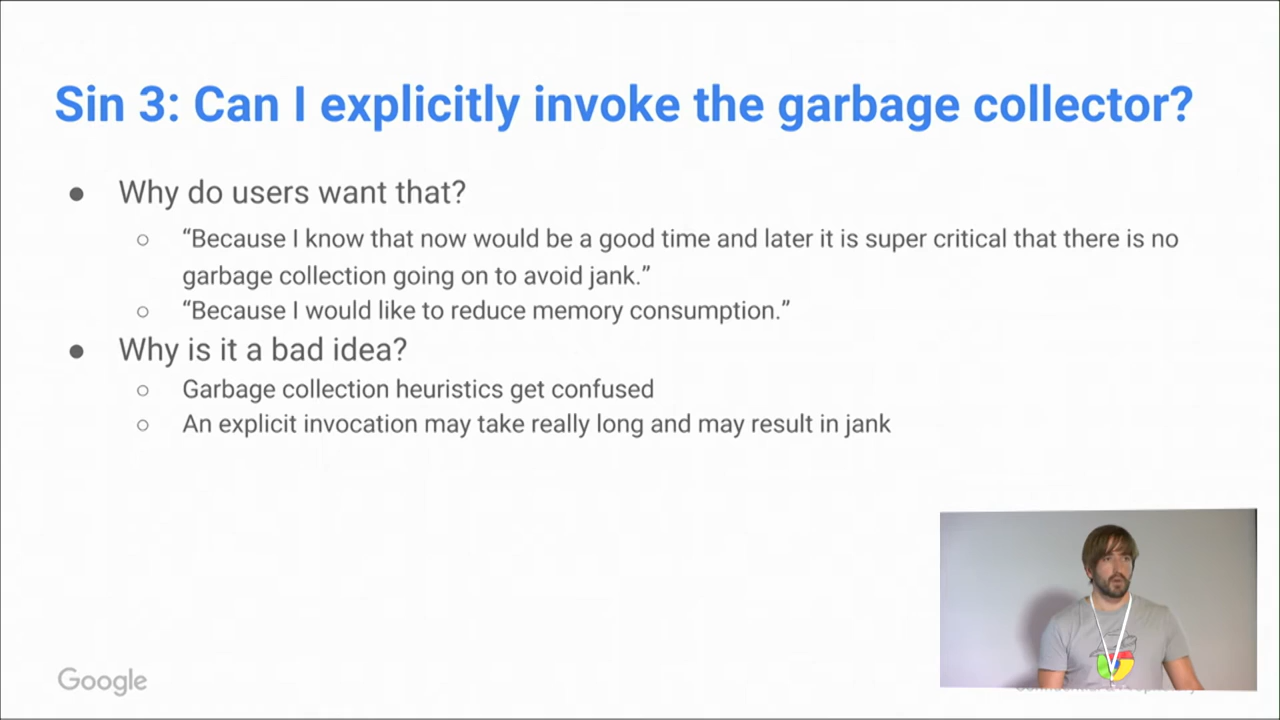 Sin 3: Can I explicitly invoke the garbage collector?
● Why do users want that?
○ “Because I know that now would be a good time and later it is super critical that there is no
garbage collection going on to avoid jank.”
○ “Because I would like to reduce memory consumption.”
● Why is it a bad idea?
○ Garbage collection heuristics get confused
○ An explicit invocation may take really long and may result in jank
Google